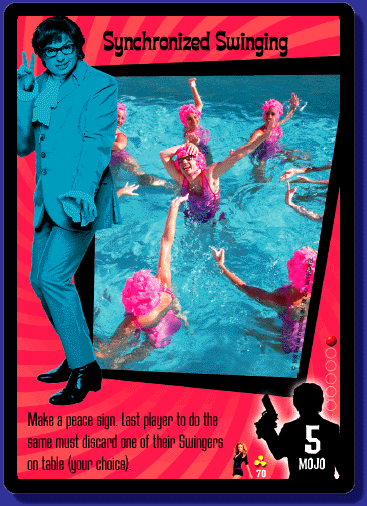 Synchronized Swinging
Make a peace sign. Last player to do the
same must discard one of their Swingers
on table (your choice).
5
MOJO
70